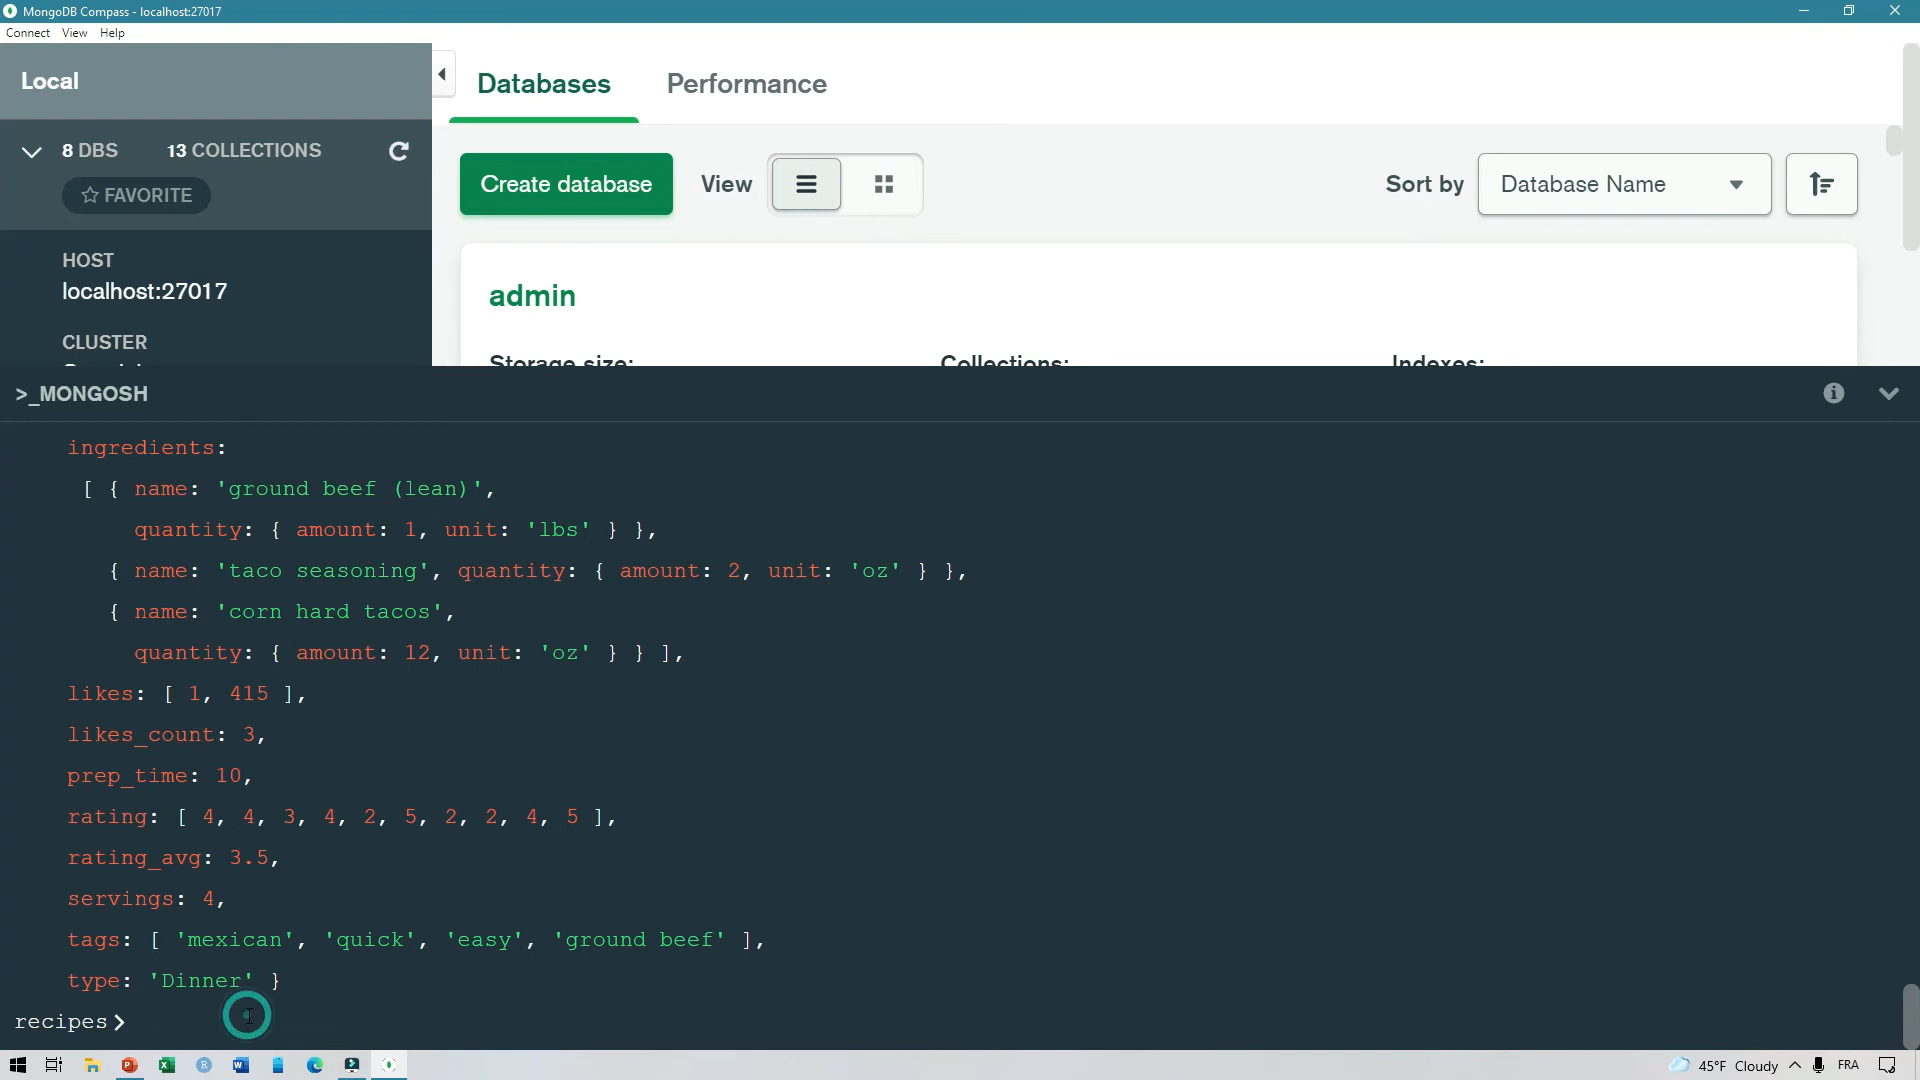 MongoDB Compass - localhost:27017
Connect View Help
Local
Databases Performance
8 DBS 13 COLLECTIONS
FAVORITE
Create database View Sort by Database Name
HOST
localhost:27017
admin
CLUSTER
Storage size: Collections: Indexes:
>_MONGOSH
ingredients:
[ { name: 'ground beef (lean)',
quantity: { amount: 1, unit: 'lbs' } },
{ name: 'taco seasoning', quantity: { amount: 2, unit: 'oz' } },
{ name: 'corn hard tacos',
quantity: { amount: 12, unit: 'oz' } } ],
likes: [ 1, 415 ],
likes_count: 3,
prep_time: 10,
rating: [ 4, 4, 3, 4, 2, 5, 2, 2, 4, 5 ],
rating_avg: 3.5,
servings: 4,
tags: [ 'mexican', 'quick', 'easy', 'ground beef' ],
type: 'Dinner' }
recipes>
45°F Cloudy FRA